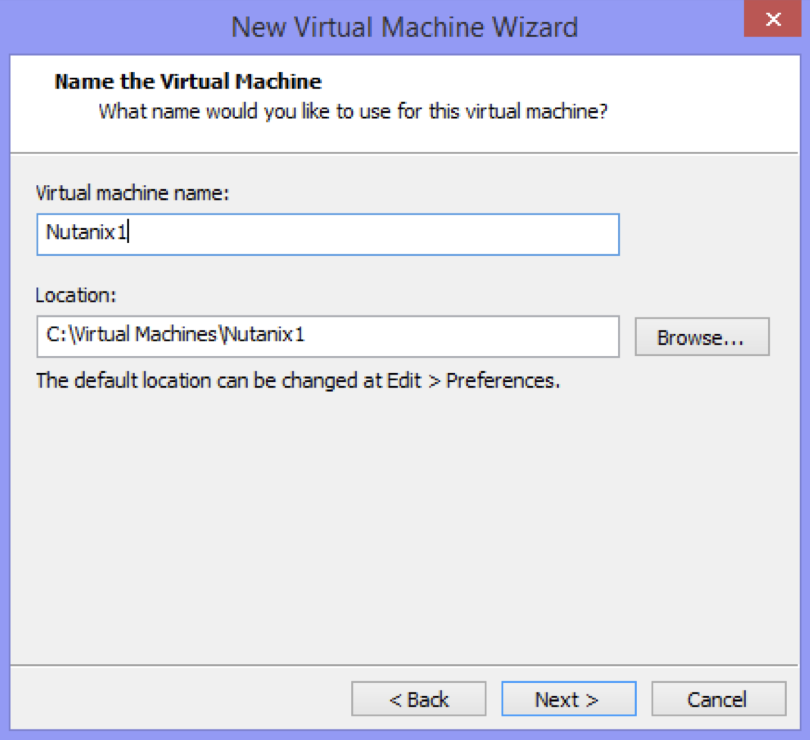 New Virtual Machine Wizard
Name the Virtual Machine
What name would you like to use for this virtual machine?
Virtual machine name:
Nutanix1
Location:
C:\Virtual Machines\Nutanix1
Browse...
The default location can be changed at Edit > Preferences.
< Back
Next >
Cancel